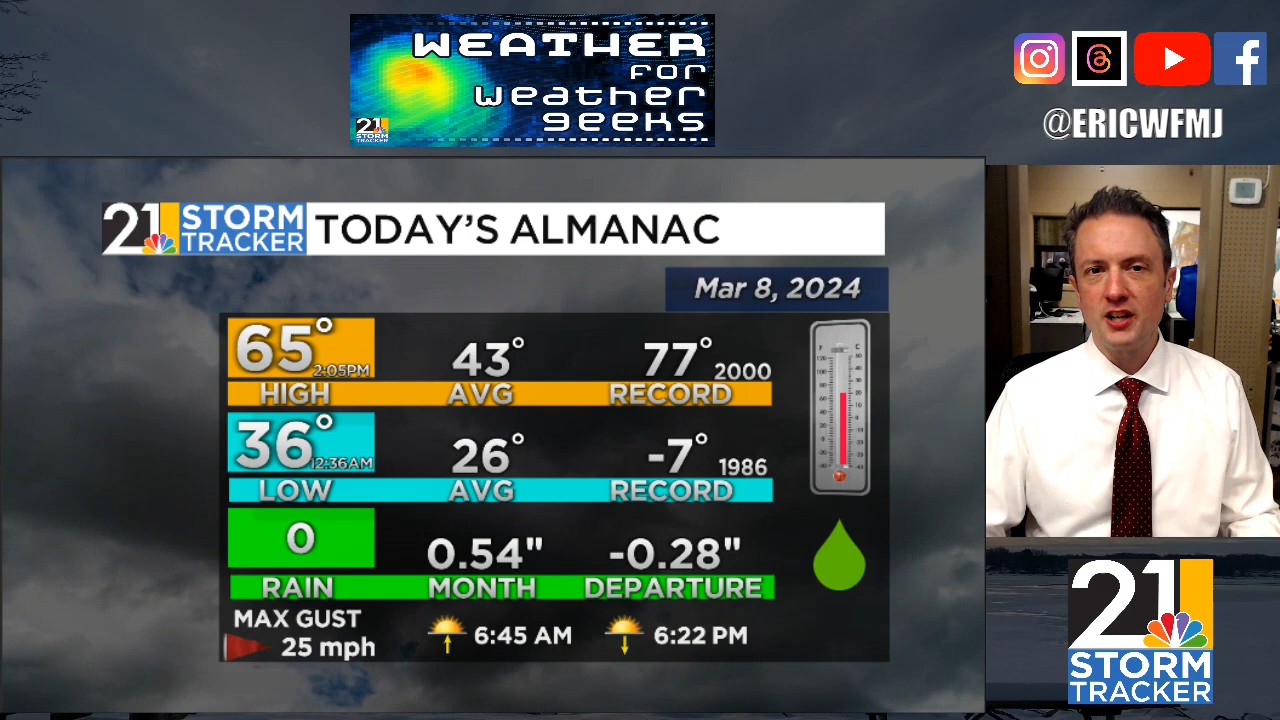 WEATHER
FOR
weather
geeks
21
STORM
TRACKER
@ERICWFMJ
21 STORM TRACKER
TODAY'S ALMANAC
Mar 8, 2024
65° 2:05PM 43° 77° 2000
HIGH AVG RECORD
36° 12:36AM 26° -7° 1986
LOW AVG RECORD
0 0.54" -0.28"
RAIN MONTH DEPARTURE
MAX GUST
25 mph 6:45 AM 6:22 PM
F C
21
STORM
TRACKER